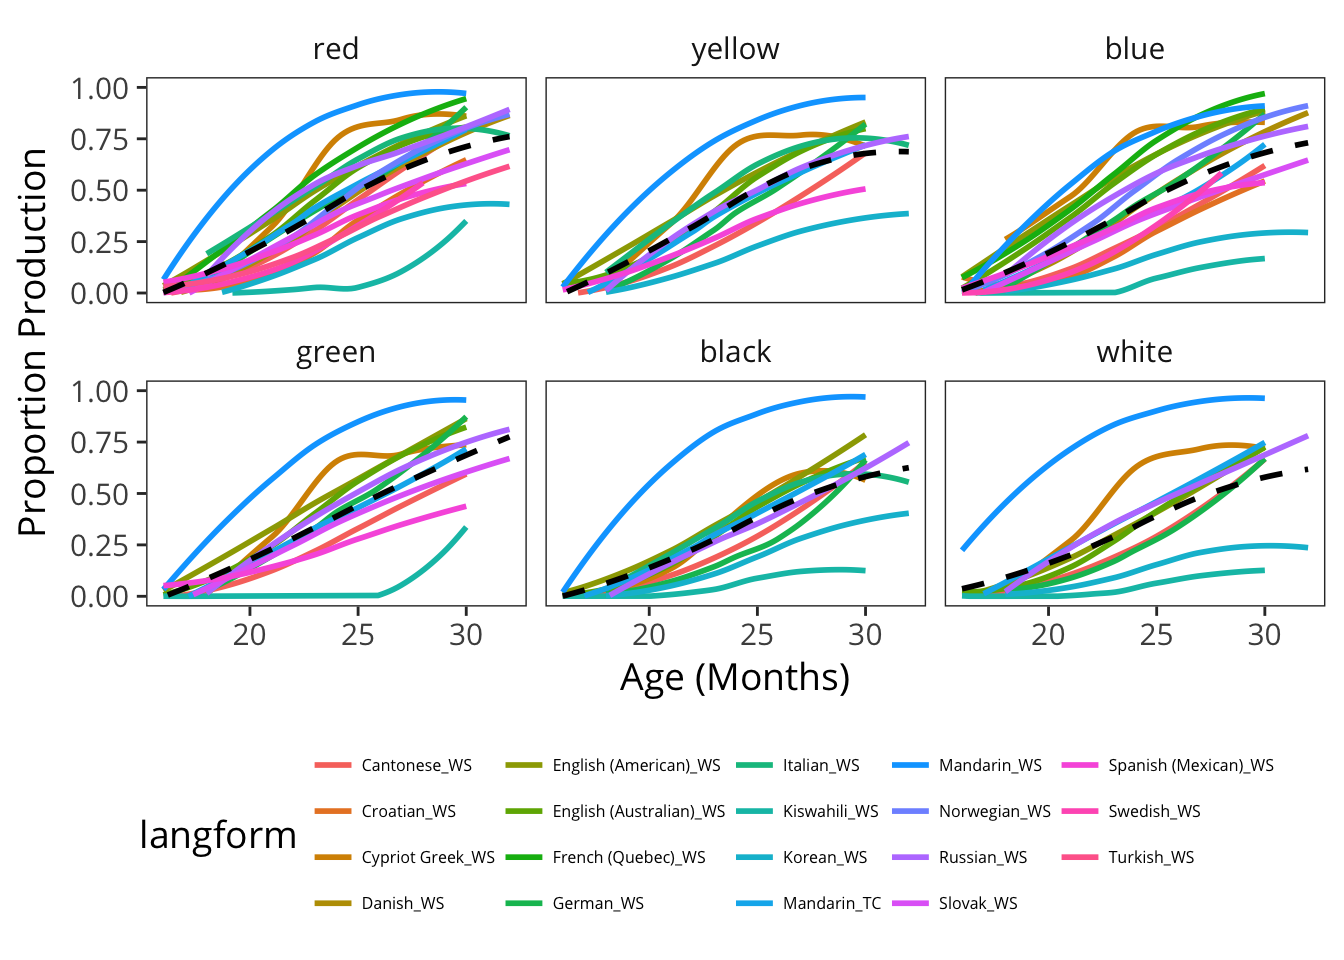 red yellow blue
1.00
0.75
0.50
0.25
0.00
green black white
1.00
0.75
0.50
0.25
0.00
Proportion Production
20 25 30 20 25 30 20 25 30
Age (Months)
langform
Cantonese_WS English (American)_WS Italian_WS Mandarin_WS Spanish (Mexican)_WS
Croatian_WS English (Australian)_WS Kiswahili_WS Norwegian_WS Swedish_WS
Cypriot Greek_WS French (Quebec)_WS Korean_WS Russian_WS Turkish_WS
Danish_WS German_WS Mandarin_TC Slovak_WS